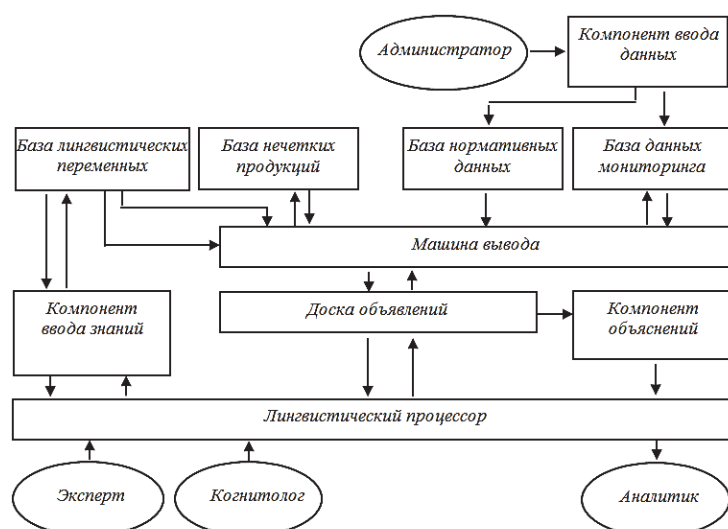 Администратор
Компонент ввода
данных
База лингвистических
переменных
База нечетких
продукций
База нормативных
данных
База данных
мониторинга
Машина вывода
Компонент
ввода знаний
Доска объявлений
Компонент
объяснений
Лингвистический процессор
Эксперт
Когнитолог
Аналитик